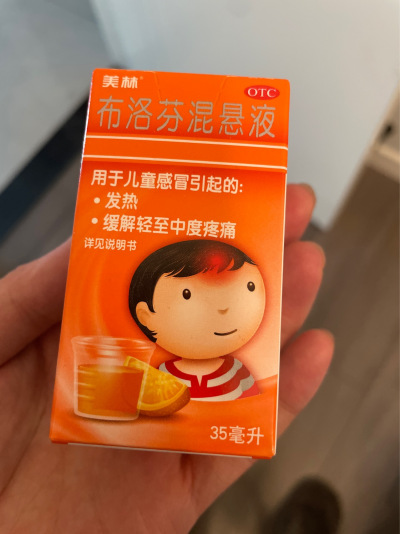 美林®
OTC
布洛芬混悬液
用于儿童感冒引起的:
• 发热
• 缓解轻至中度疼痛
详见说明书
35毫升